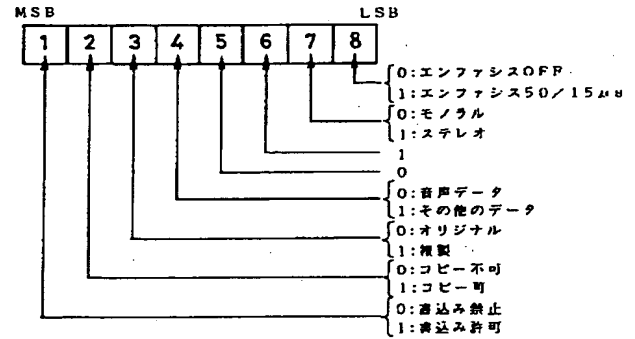 MSB LSB
1 2 3 4 5 6 7 8
0:エンファシスOFF
1:エンファシス50/15μs
0:モノラル
1:ステレオ
1
0
0:音声データ
1:その他のデータ
0:オリジナル
1:複製
0:コピー不可
1:コピー可
0:書込み禁止
1:書込み許可